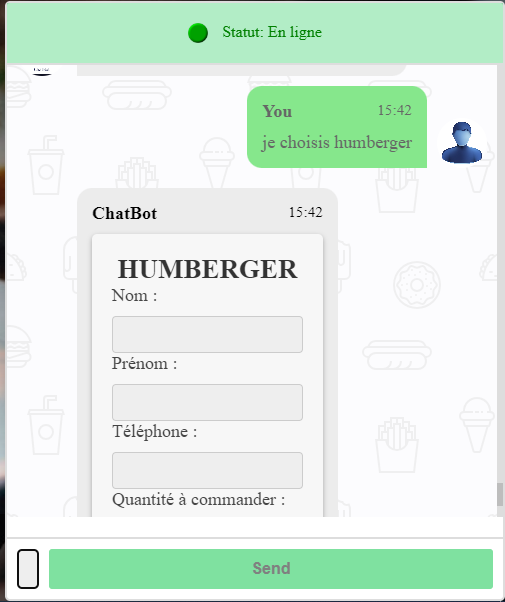 Statut: En ligne
You 15:42
je choisis humberger
ChatBot 15:42
HUMBERGER
Nom :
Prénom :
Téléphone :
Quantité à commander :
Send